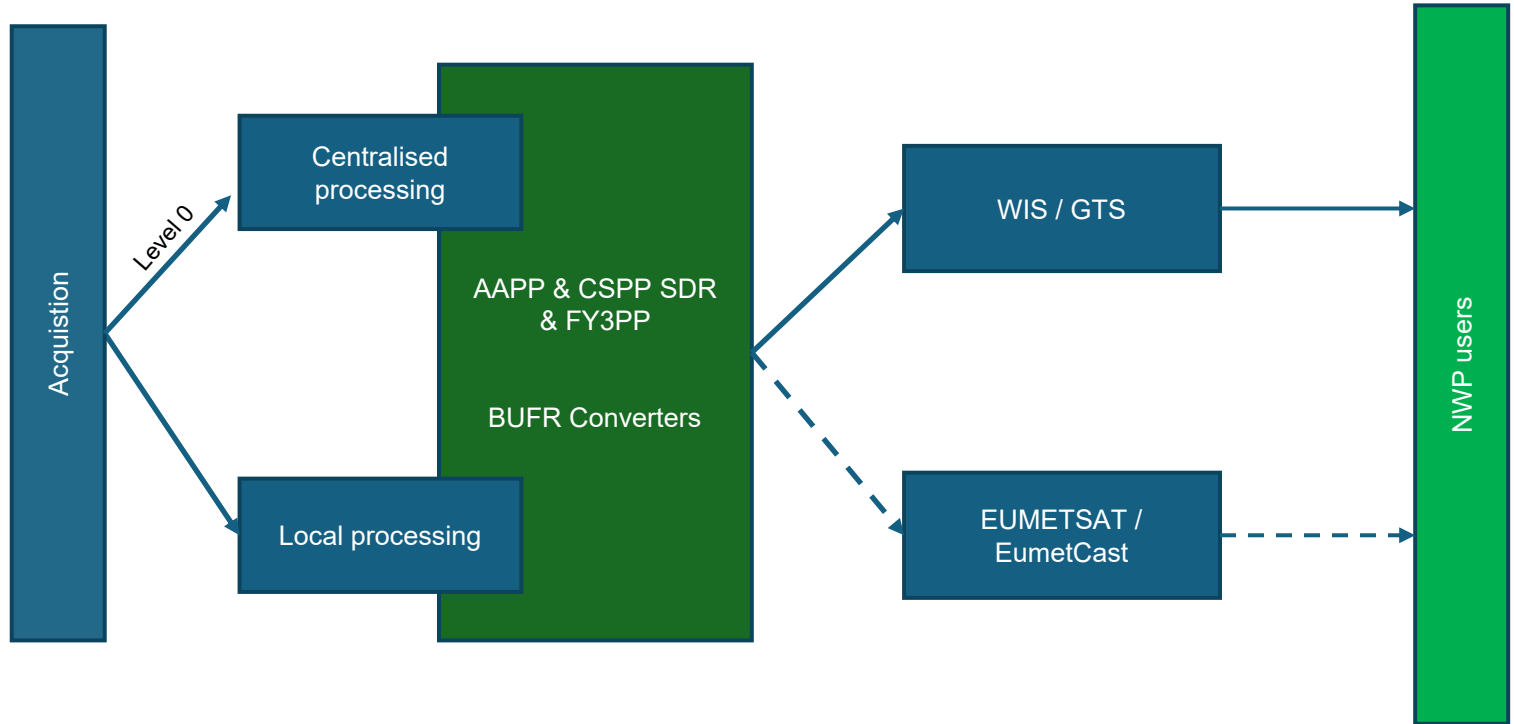 Acquistion
Level 0
Centralised
processing
Local processing
AAPP & CSPP SDR
& FY3PP
BUFR Converters
WIS / GTS
EUMETSAT /
EumetCast
NWP users